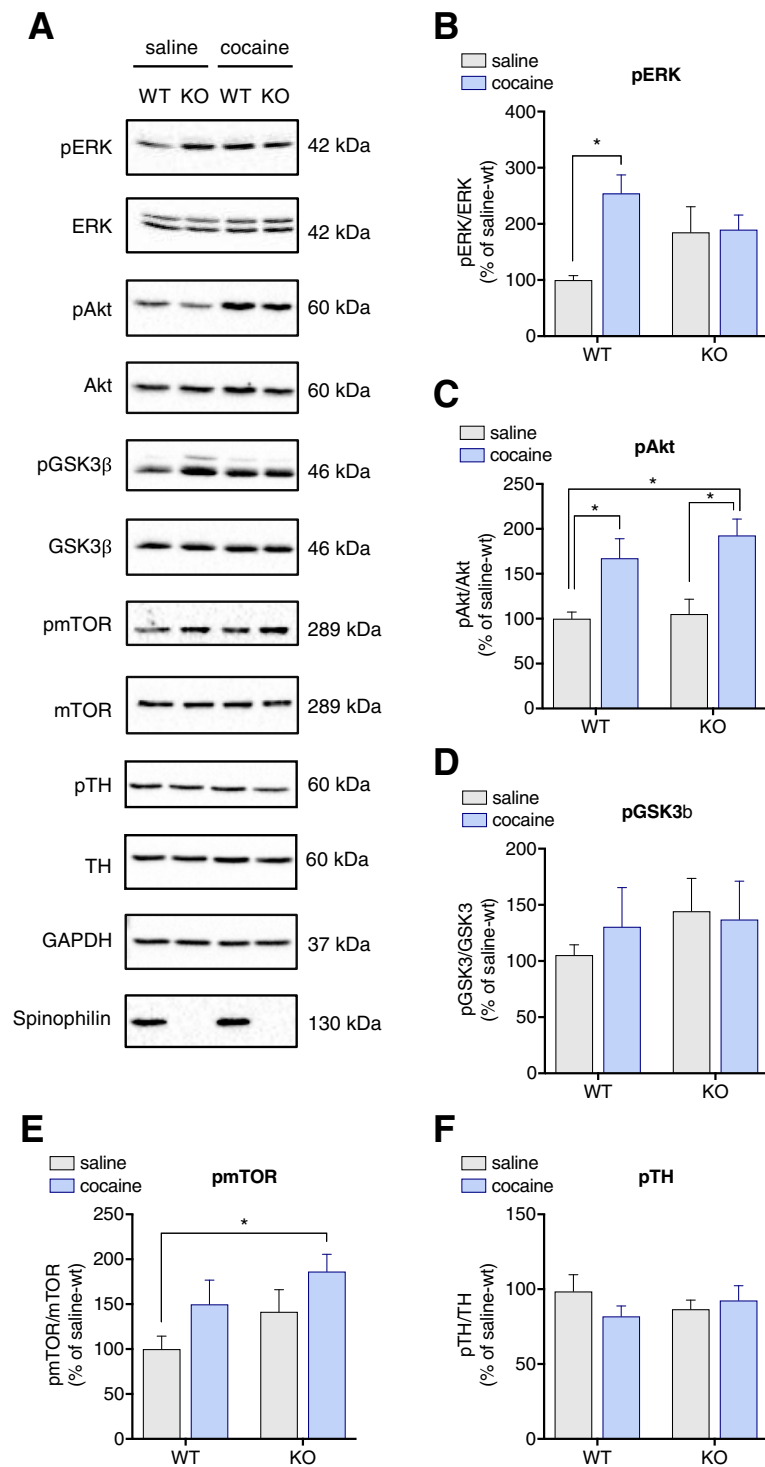 A
saline cocaine
WT KO WT KO
pERK 42 kDa
ERK 42 kDa
pAkt 60 kDa
Akt 60 kDa
pGSK3β 46 kDa
GSK3β 46 kDa
pmTOR 289 kDa
mTOR 289 kDa
pTH 60 kDa
TH 60 kDa
GAPDH 37 kDa
Spinophilin 130 kDa
B
saline
cocaine
pERK
pERK/ERK
(% of saline-wt)
400
300
200
100
0
*
WT KO
C
saline
cocaine
pAkt
pAkt/Akt
(% of saline-wt)
250
200
150
100
50
0
*
* *
WT KO
D
saline
cocaine
pGSK3b
pGSK3/GSK3
(% of saline-wt)
200
150
100
50
0
WT KO
E
saline
cocaine
pmTOR
pmTOR/mTOR
(% of saline-wt)
250
200
150
100
50
0
*
WT KO
F
saline
cocaine
pTH
pTH/TH
(% of saline-wt)
150
100
50
0
WT KO